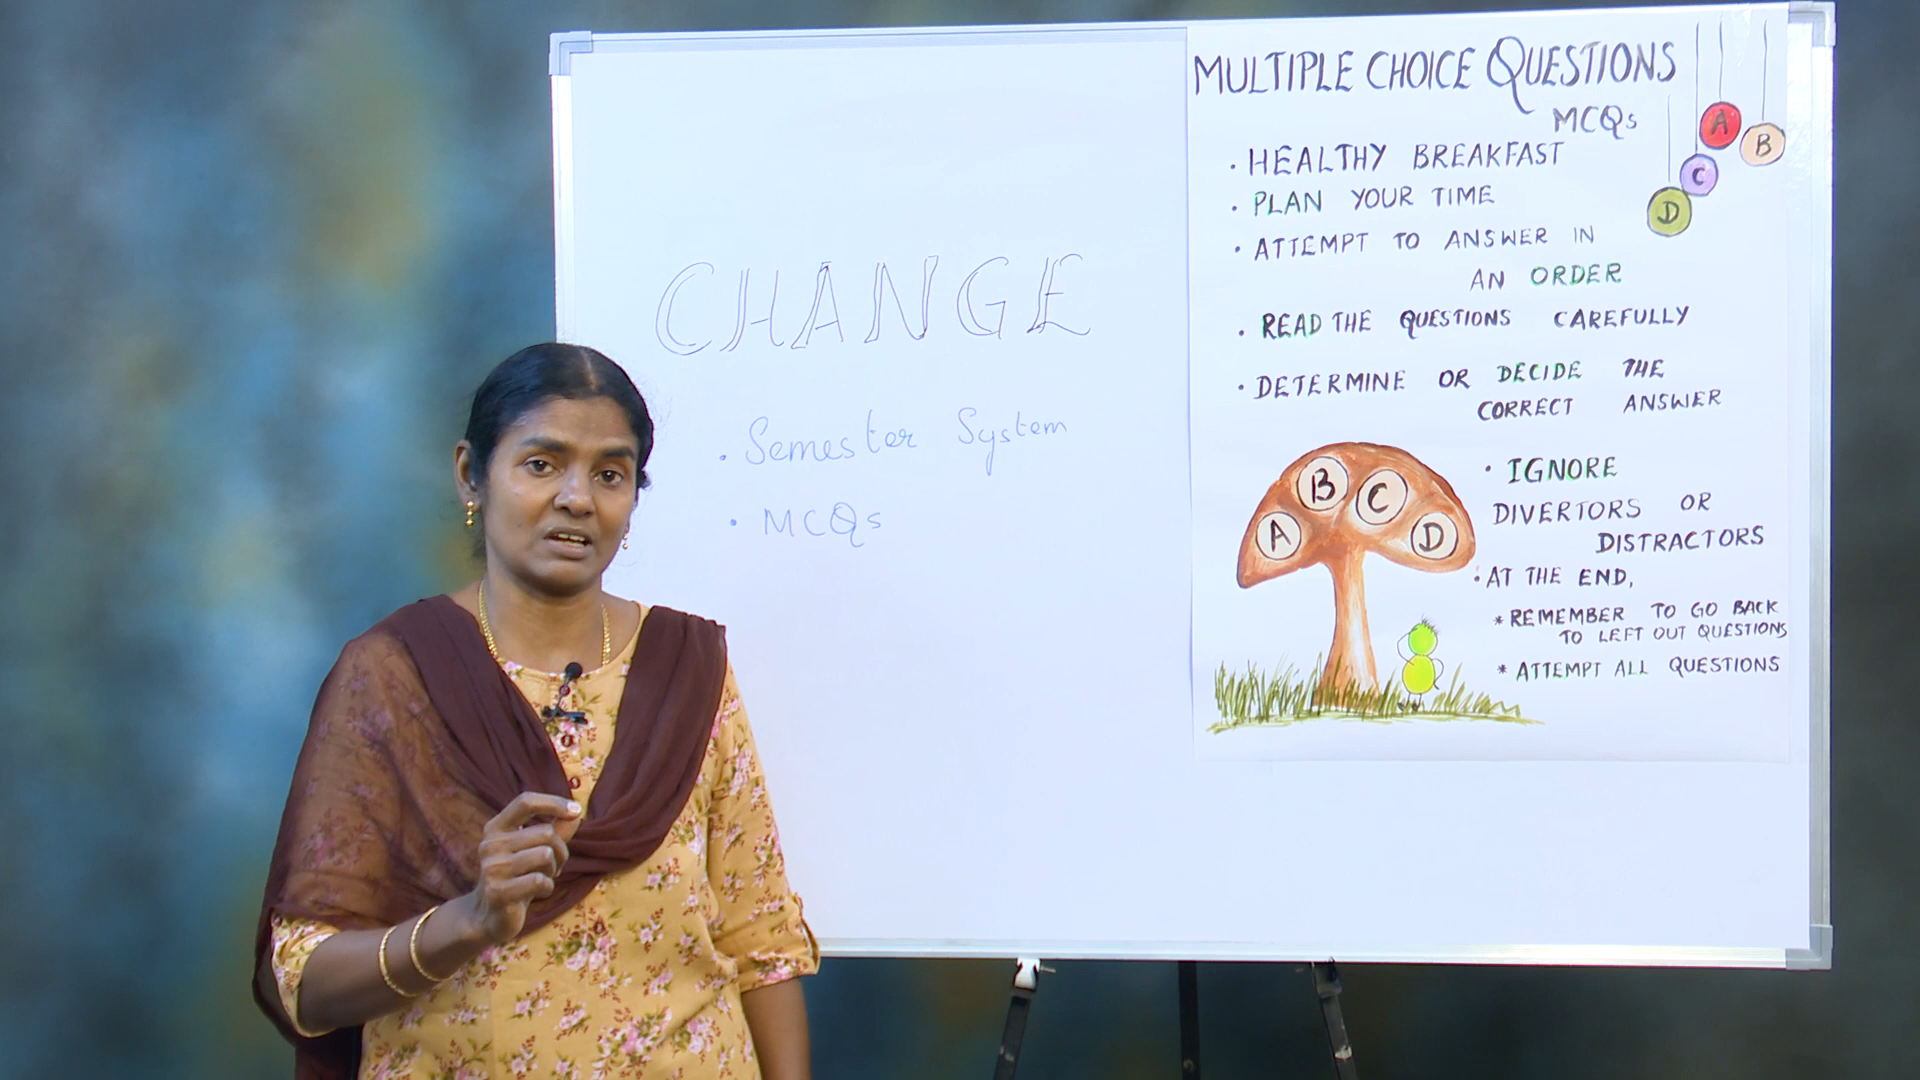 CHANGE
. Semester System
. MCQs
MULTIPLE CHOICE QUESTIONS
MCQs
A
B
C
D
. HEALTHY BREAKFAST
. PLAN YOUR TIME
. ATTEMPT TO ANSWER IN
AN ORDER
. READ THE QUESTIONS CAREFULLY
. DETERMINE OR DECIDE THE
CORRECT ANSWER
A
B
C
D
. IGNORE
DIVERTORS OR
DISTRACTORS
. AT THE END,
* REMEMBER TO GO BACK
TO LEFT OUT QUESTIONS
* ATTEMPT ALL QUESTIONS